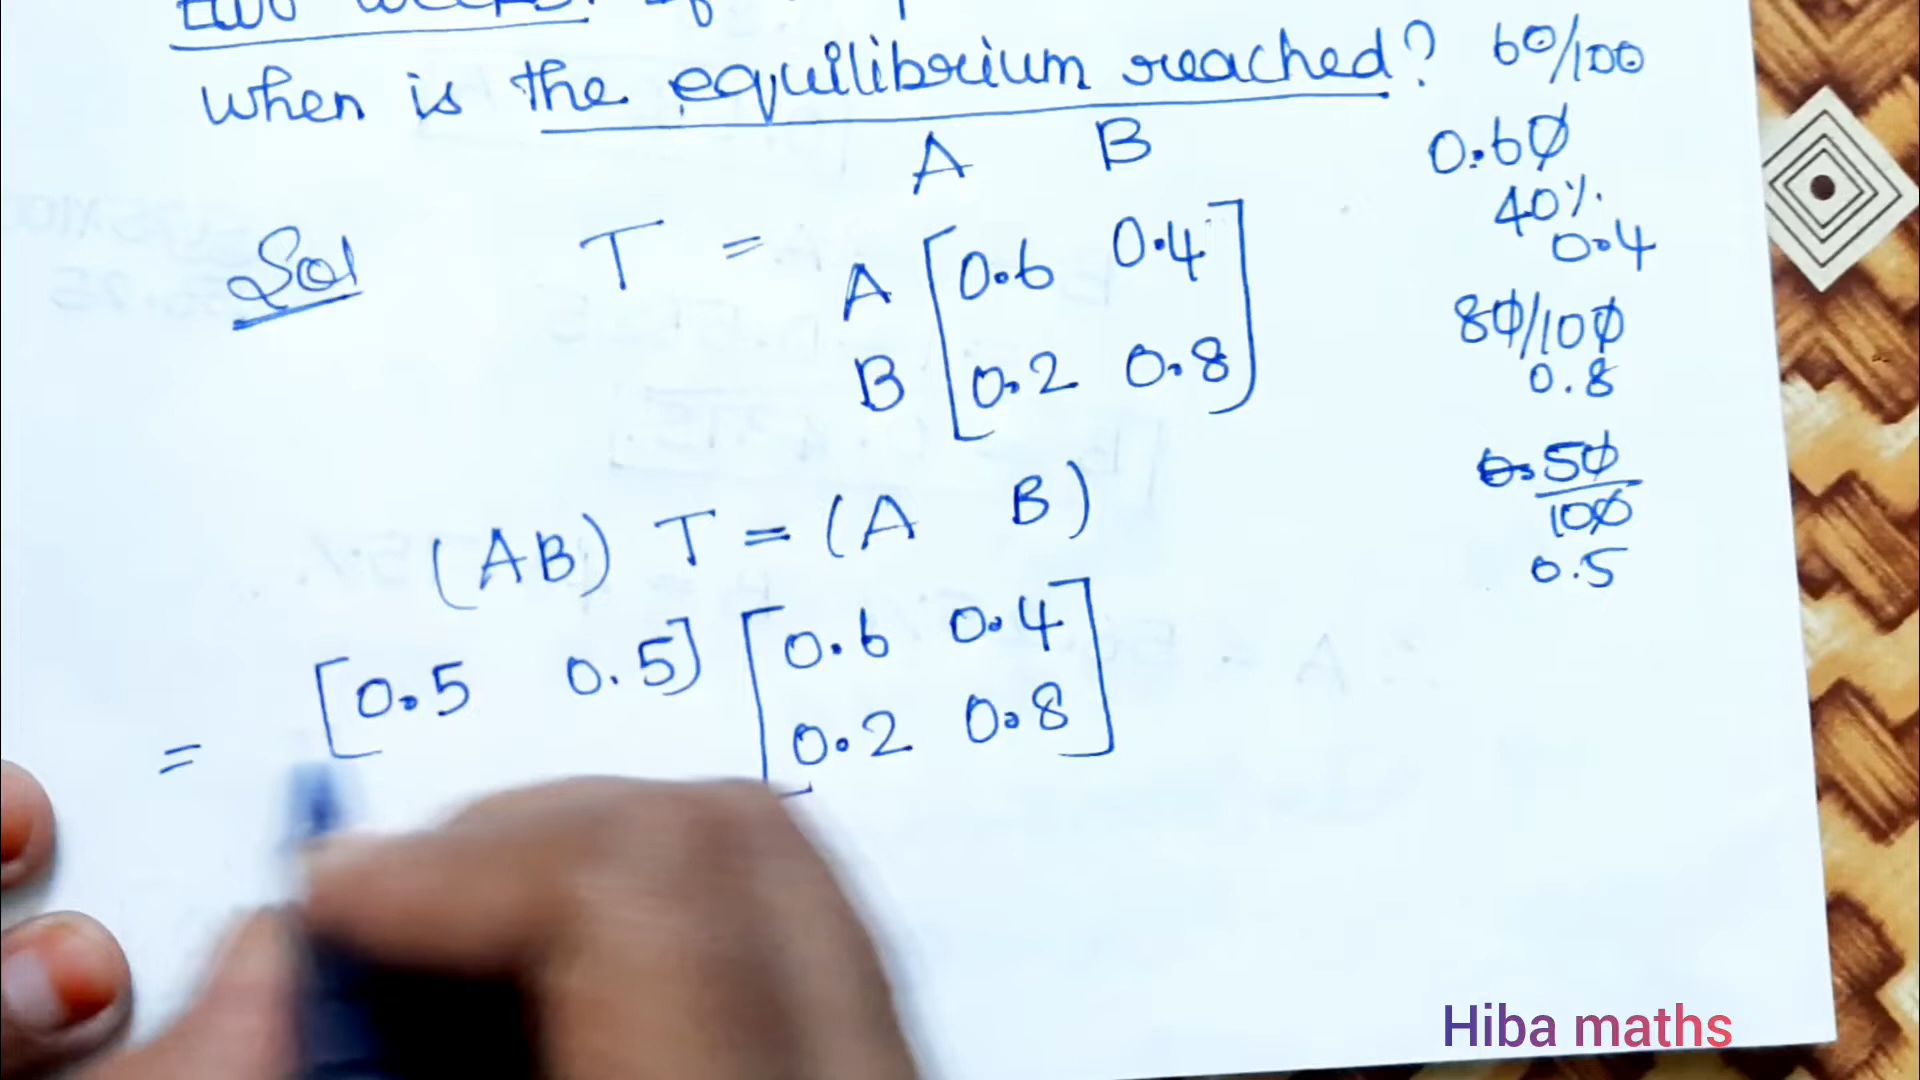 when is the equilibrium reached? 60/100
A B 0.60
40%
0.4
Sol T = A [0.6 0.4]
B [0.2 0.8]
80/100
0.8
50/100
0.5
(AB) T = (A B)
= [0.5 0.5] [0.6 0.4]
[0.2 0.8]
Hiba maths